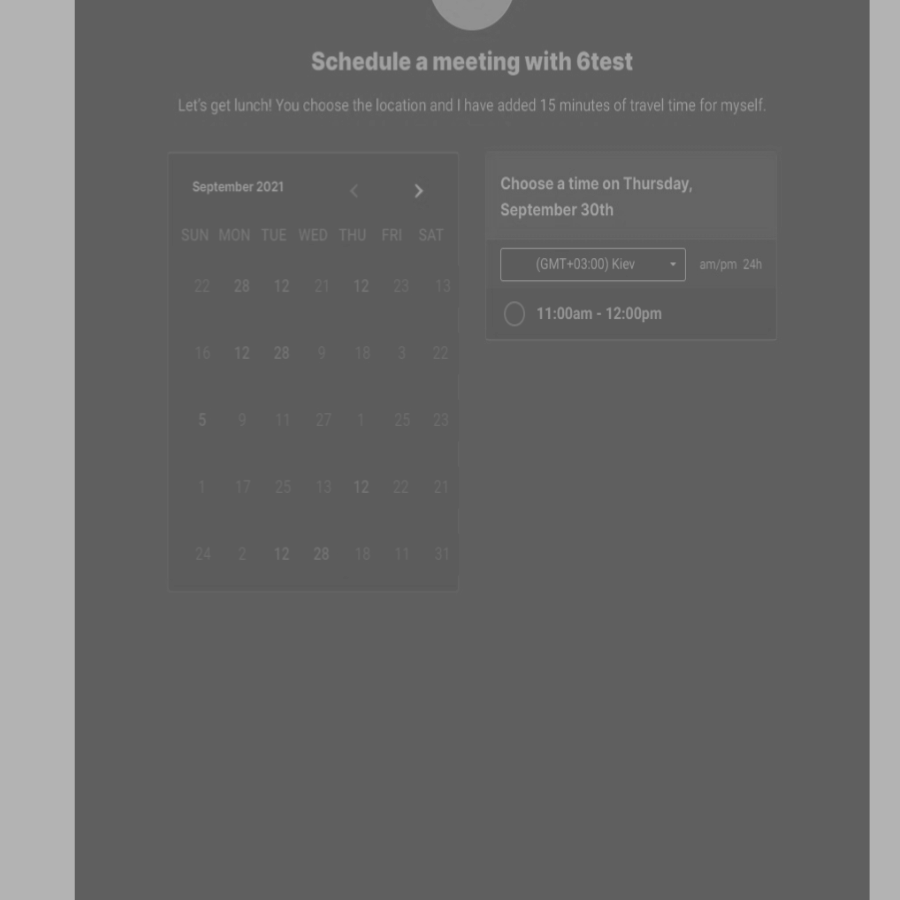 Schedule a meeting with 6test
Let's get lunch! You choose the location and I have added 15 minutes of travel time for myself.
September 2021
SUN MON TUE WED THU FRI SAT
22 28 12 21 12 23 13
16 12 28 9 18 3 22
5 9 11 27 1 25 23
1 17 25 13 12 22 21
24 2 12 28 18 11 31
Choose a time on Thursday,
September 30th
(GMT+03:00) Kiev am/pm 24h
11:00am - 12:00pm